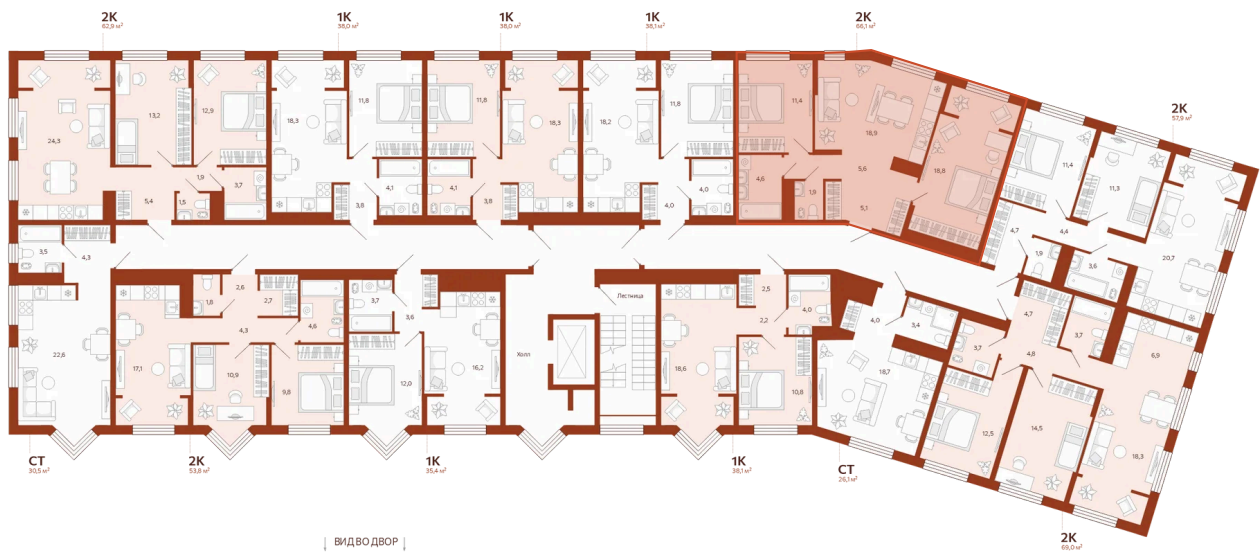 2К
62,9 м²
1К
38,0 м²
1К
38,0 м²
1К
38,1 м²
2К
66,1 м²
2К
57,9 м²
24,3
13,2
12,9
1,9
3,7
1,5
5,4
18,3
11,8
4,1
3,8
11,8
4,1
3,8
18,3
18,2
11,8
4,0
4,0
11,4
4,6
1,9
18,9
5,6
5,1
18,8
11,4
11,3
4,7
4,4
1,9
3,6
20,7
3,5
4,3
22,6
17,1
1,8
2,6
2,7
4,3
4,6
10,9
9,8
3,7
3,6
12,0
16,2
Холл
Лестница
18,6
2,5
2,2
4,0
10,8
4,0
3,4
18,7
3,7
4,7
4,8
3,7
12,5
14,5
6,9
18,3
СТ
30,5 м²
2К
53,8 м²
1К
35,4 м²
1К
38,1 м²
СТ
26,1 м²
2К
69,0 м²
↓ ВИД ВО ДВОР ↓